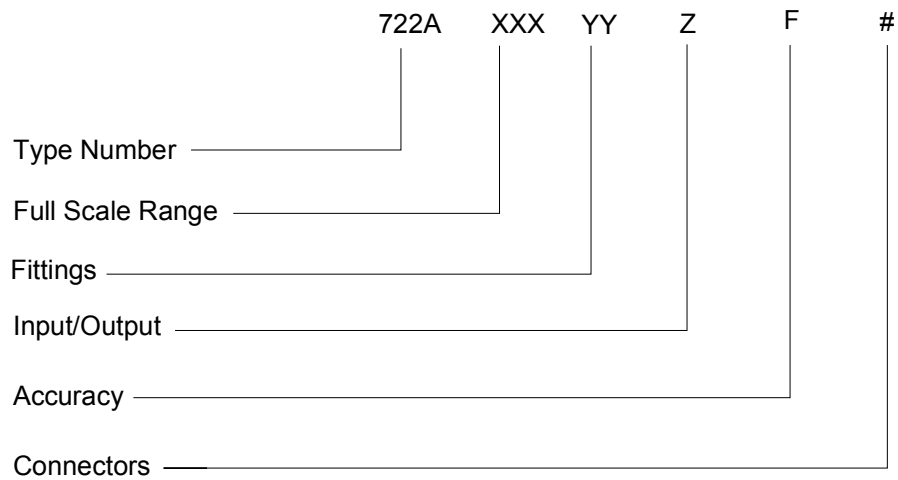 722A XXX YY Z F #
Type Number
Full Scale Range
Fittings
Input/Output
Accuracy
Connectors